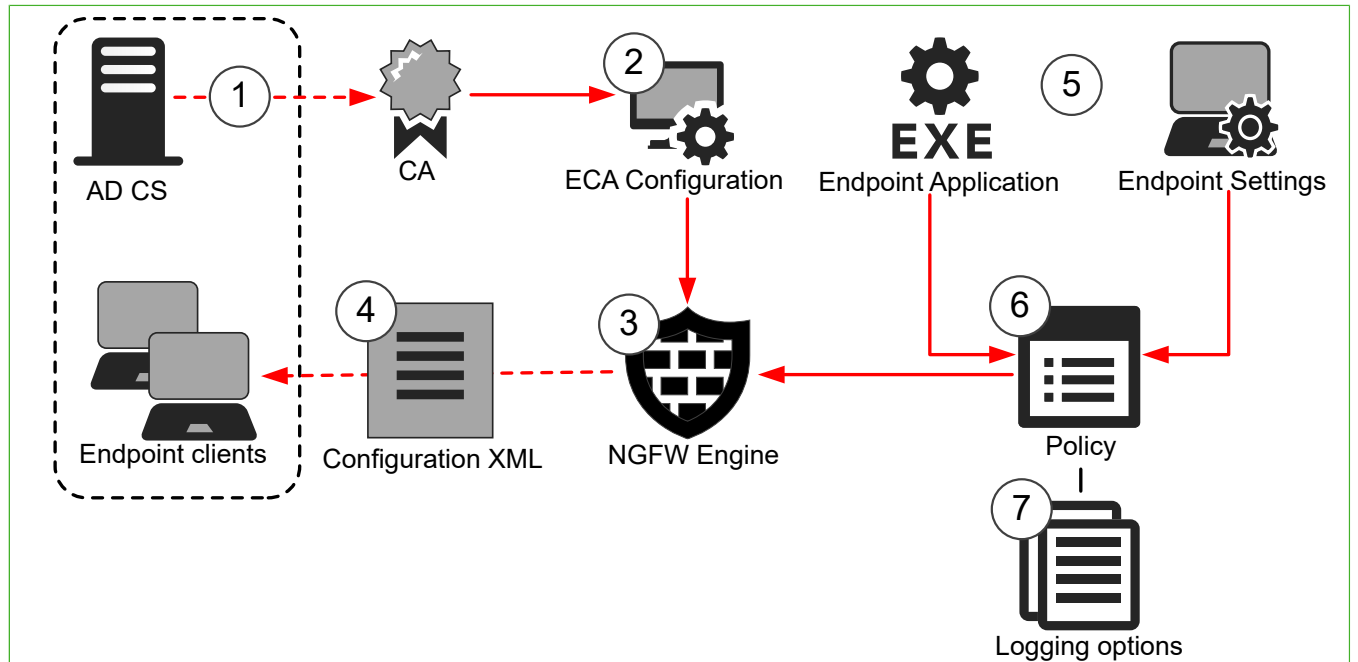 1
2
5
EXE
AD CS
CA
ECA Configuration
Endpoint Application
Endpoint Settings
4
3
6
Endpoint clients
Configuration XML
NGFW Engine
Policy
7
Logging options